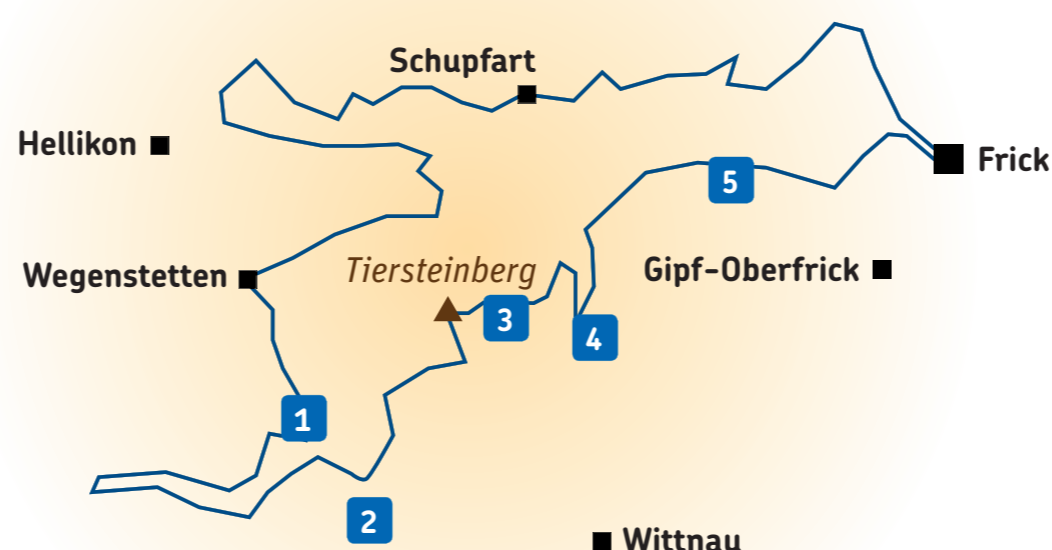 Schupfart
Hellikon
Frick
5
Wegenstetten
Tiersteinberg
Gipf-Oberfrick
3
4
1
2
Wittnau